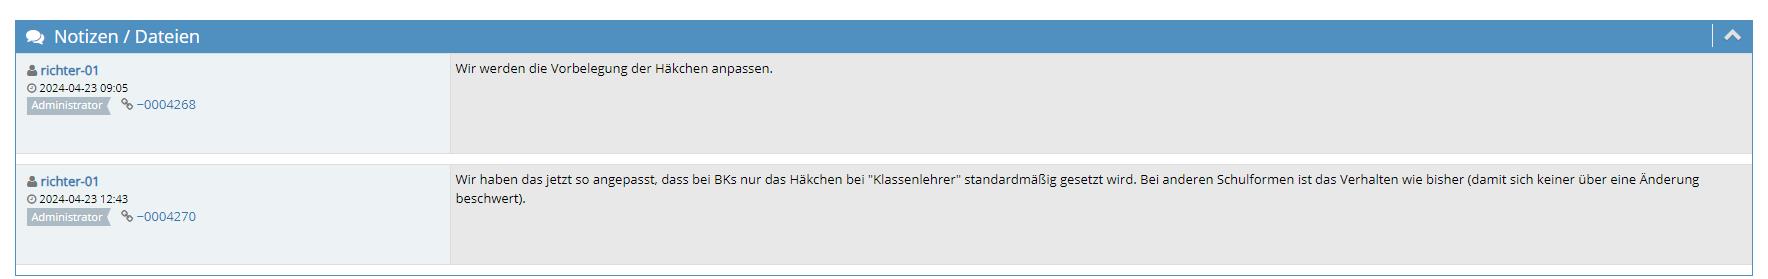 Notizen / Dateien
richter-01
2024-04-23 09:05
Administrator ~0004268
Wir werden die Vorbelegung der Häkchen anpassen.
richter-01
2024-04-23 12:43
Administrator ~0004270
Wir haben das jetzt so angepasst, dass bei BKs nur das Häkchen bei "Klassenlehrer" standardmäßig gesetzt wird. Bei anderen Schulformen ist das Verhalten wie bisher (damit sich keiner über eine Änderung
beschwert).